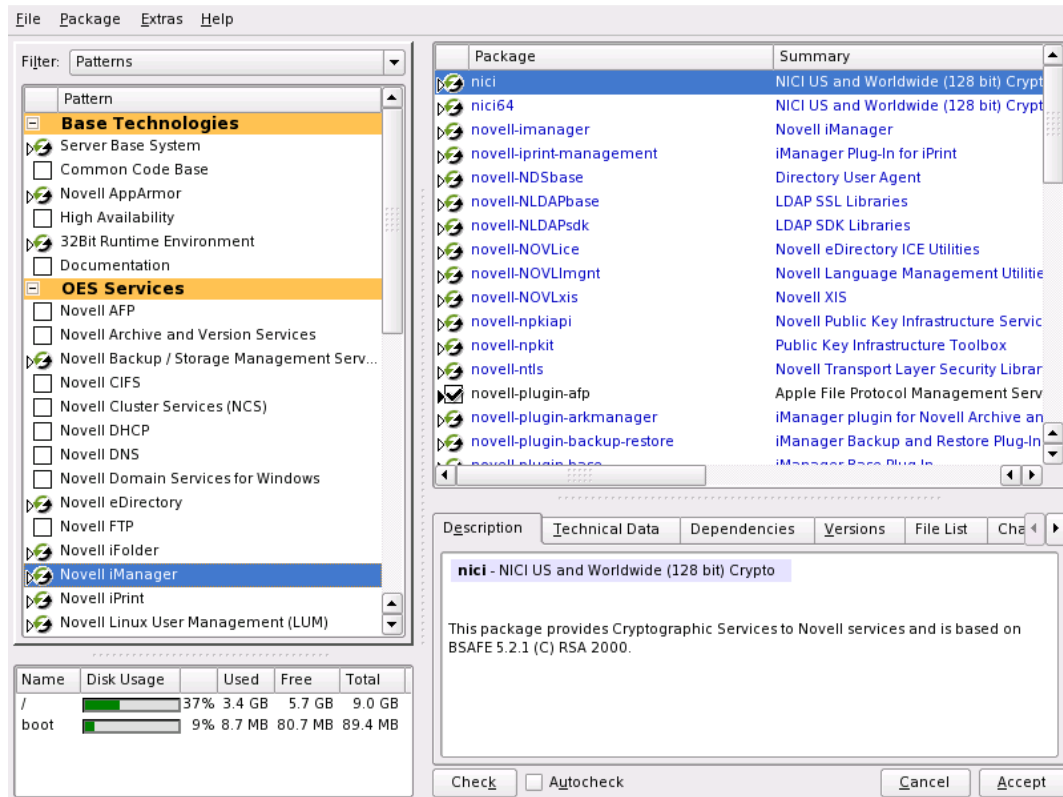 File Package Extras Help
Filter: Patterns
Pattern
Base Technologies
Server Base System
Common Code Base
Novell AppArmor
High Availability
32Bit Runtime Environment
Documentation
OES Services
Novell AFP
Novell Archive and Version Services
Novell Backup / Storage Management Serv...
Novell CIFS
Novell Cluster Services (NCS)
Novell DHCP
Novell DNS
Novell Domain Services for Windows
Novell eDirectory
Novell FTP
Novell iFolder
Novell iManager
Novell iPrint
Novell Linux User Management (LUM)
Name Disk Usage Used Free Total
/ 37% 3.4 GB 5.7 GB 9.0 GB
boot 9% 8.7 MB 80.7 MB 89.4 MB
Package Summary
nici NICI US and Worldwide (128 bit) Crypt
nici64 NICI US and Worldwide (128 bit) Crypt
novell-imanager Novell iManager
novell-iprint-management iManager Plug-In for iPrint
novell-NDSbase Directory User Agent
novell-NLDAPbase LDAP SSL Libraries
novell-NLDAPsdk LDAP SDK Libraries
novell-NOVLice Novell eDirectory ICE Utilities
novell-NOVLlmgnt Novell Language Management Utilitie
novell-NOVLxis Novell XIS
novell-npkiapi Novell Public Key Infrastructure Servic
novell-npkit Public Key Infrastructure Toolbox
novell-ntls Novell Transport Layer Security Librar
novell-plugin-afp Apple File Protocol Management Serv
novell-plugin-arkmanager iManager plugin for Novell Archive an
novell-plugin-backup-restore iManager Backup and Restore Plug-In
novell-plugin-base iManager Base Plug-In
Description Technical Data Dependencies Versions File List Cha
nici - NICI US and Worldwide (128 bit) Crypto
This package provides Cryptographic Services to Novell services and is based on
BSAFE 5.2.1 (C) RSA 2000.
Check Autocheck Cancel Accept